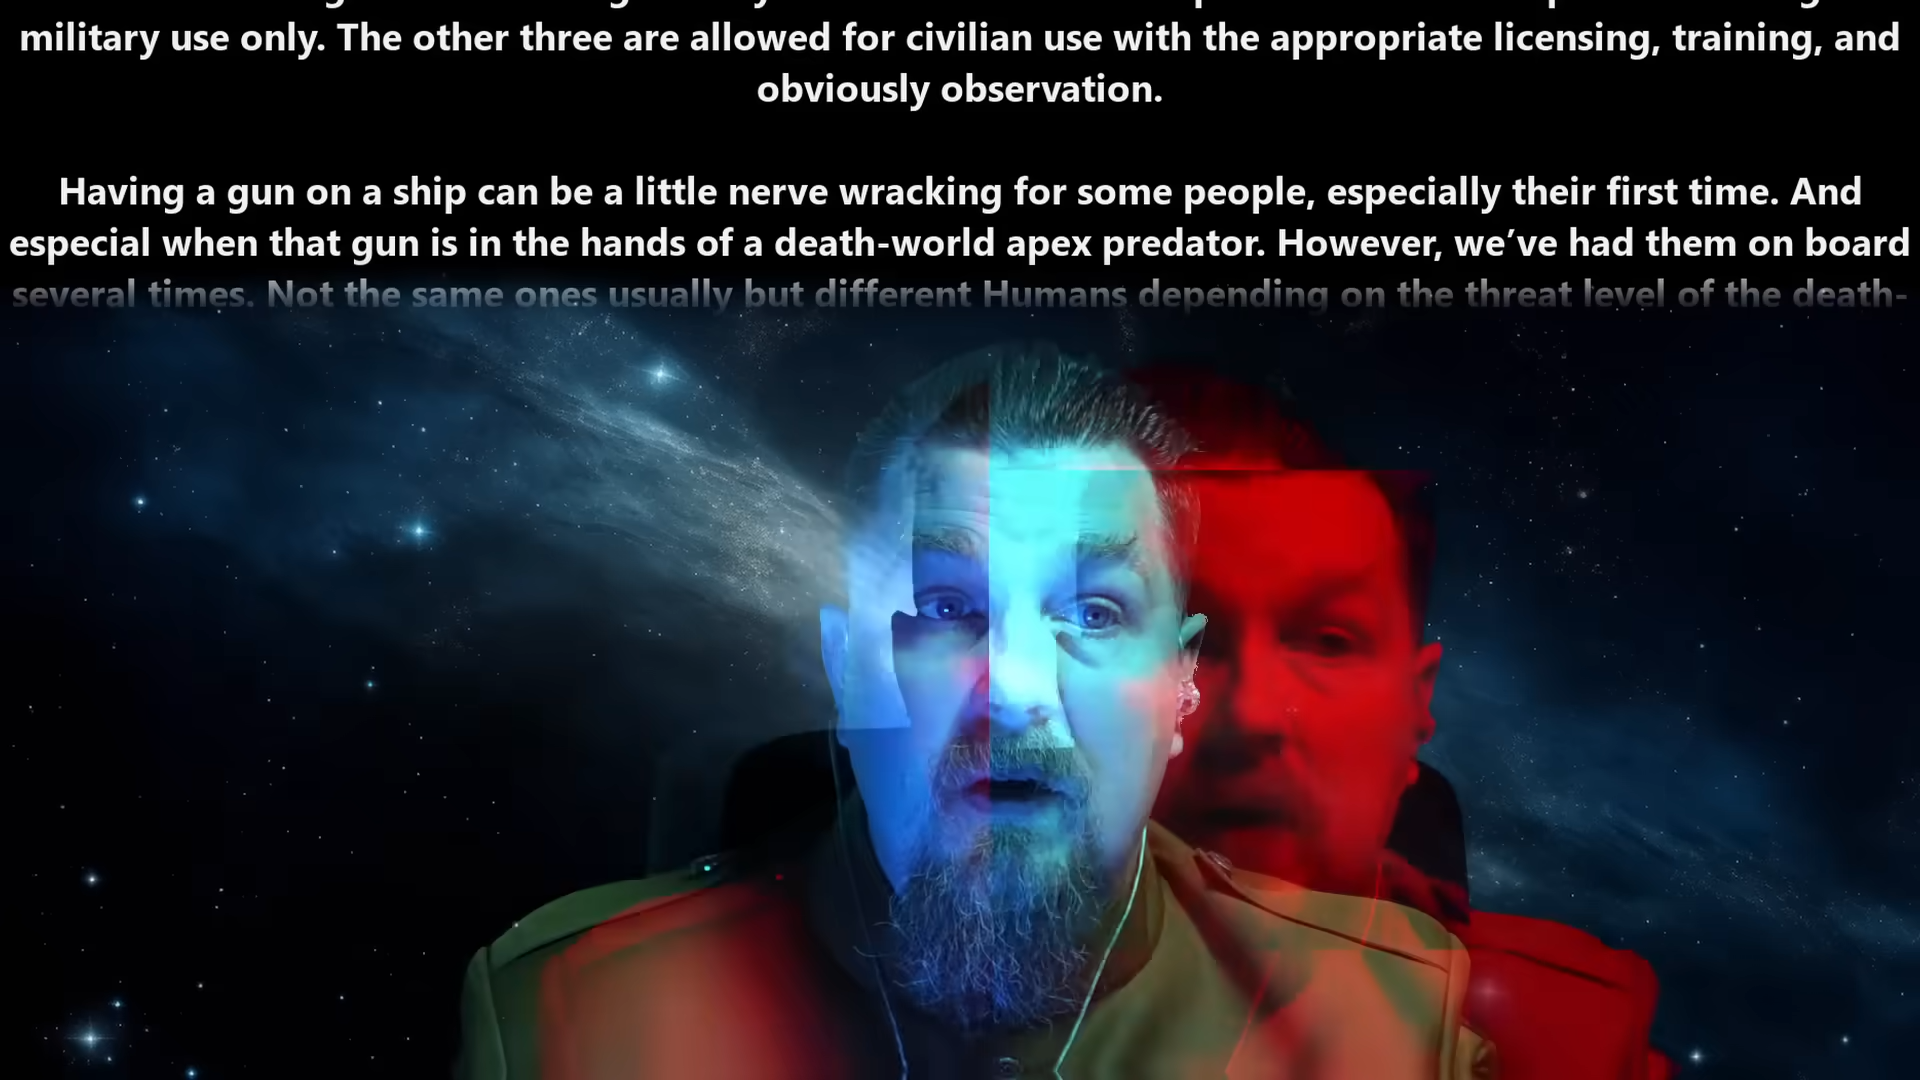 military use only. The other three are allowed for civilian use with the appropriate licensing, training, and
obviously observation.
Having a gun on a ship can be a little nerve wracking for some people, especially their first time. And
especial when that gun is in the hands of a death-world apex predator. However, we’ve had them on board
several times. Not the same ones usually but different Humans depending on the threat level of the death-